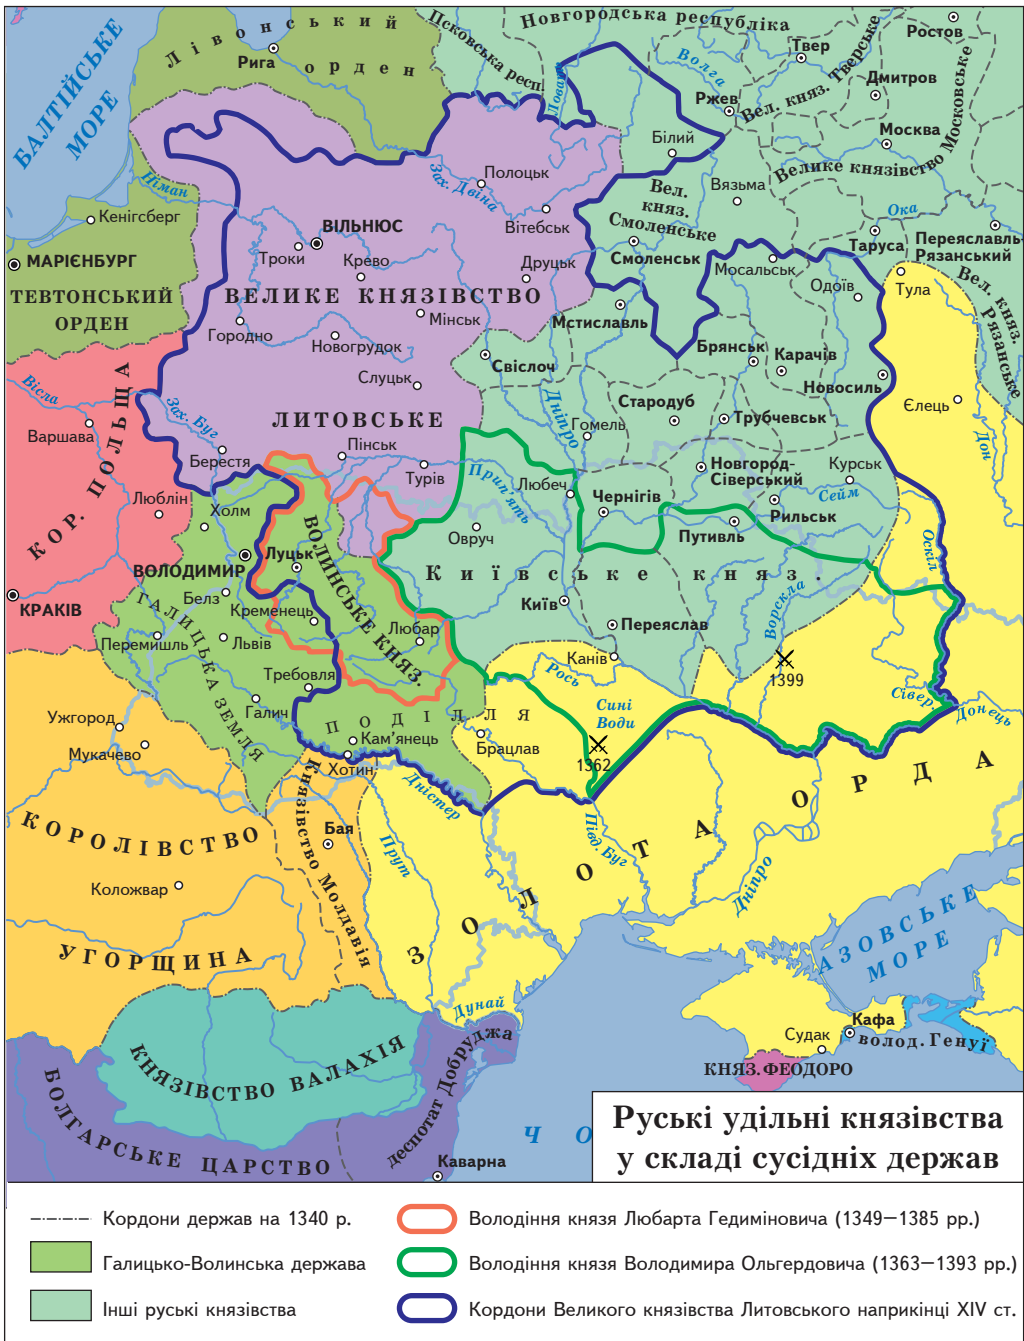 БАЛТІЙСЬКЕ
МОРЕ
Лівонський
орден
Рига
Псковська респ.
Новгородська республіка
Ловать
Волга
Твер
Вел. княз. Тверське
Ростов
Дмитров
Ржев
Москва
Велике князівство Московське
Білий
Вязьма
Вел.
княз.
Смоленське
Смоленськ
Ока
Таруса
Переяславль-
Рязанський
Вел. княз.
Рязанське
Тула
Мосальськ
Одоїв
Німан
Кенігсберг
МАРІЄНБУРГ
ТЕВТОНСЬКИЙ
ОРДЕН
Зах. Двіна
Полоцьк
Вітебськ
ВІЛЬНЮС
Троки
Крево
Друцьк
ВЕЛИКЕ КНЯЗІВСТВО
ЛИТОВСЬКЕ
Мінськ
Городно
Новогрудок
Слуцьк
Мстиславль
Свіслоч
Брянськ
Карачів
Новосиль
Єлець
Дон
Стародуб
Трубчевськ
Дніпро
Гомель
Вісла
Варшава
КОР. ПОЛЬЩА
Зах. Буг
Берестя
Пінськ
Турів
Прип'ять
Любеч
Чернігів
Новгород-
Сіверський
Курськ
Сейм
Рильськ
Путивль
Оскіл
Люблін
Холм
Луцьк
ВОЛОДИМИР
ВОЛИНСЬКЕ КНЯЗ.
Овруч
Київське княз.
Київ
Переяслав
Ворскла
КРАКІВ
Белз
Кременець
ГАЛИЦЬКА ЗЕМЛЯ
Перемишль
Львів
Любар
Требовля
Галич
ПОДІЛЛЯ
Кам'янець
Хотин
Брацлав
Канів
Рось
Сині
Води
1362
1399
Сівер.
Донець
Ужгород
Мукачево
КОРОЛІВСТВО
УГОРЩИНА
Коложвар
Князівство Молдавія
Бая
Прут
Дністер
Півд. Буг
Дніпро
ЗОЛОТА ОРДА
АЗОВСЬКЕ
МОРЕ
Дунай
Кафа
Судак
волод. Генуї
КНЯЗ. ФЕОДОРО
КНЯЗІВСТВО ВАЛАХІЯ
БОЛГАРСЬКЕ ЦАРСТВО
деспотат Добруджа
Каварна
ЧО
Руські удільні князівства
у складі сусідніх держав
Кордони держав на 1340 р.
Галицько-Волинська держава
Інші руські князівства
Володіння князя Любарта Гедиміновича (1349–1385 рр.)
Володіння князя Володимира Ольгердовича (1363–1393 рр.)
Кордони Великого князівства Литовського наприкінці XIV ст.